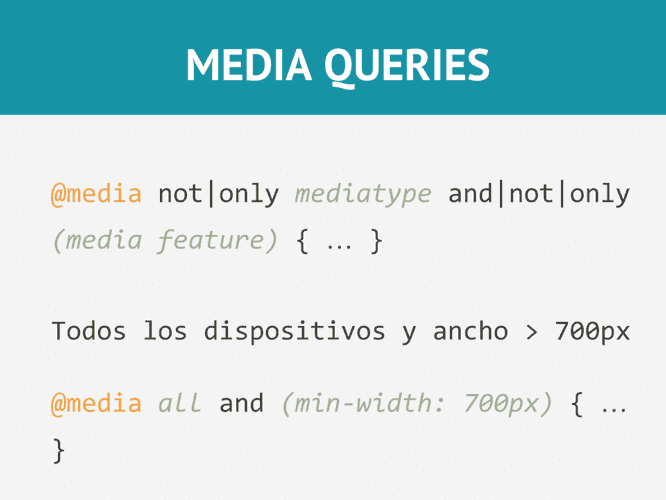 MEDIA QUERIES
@media not|only mediatype and|not|only
(media feature) { … }
Todos los dispositivos y ancho > 700px
@media all and (min-width: 700px) { …
}